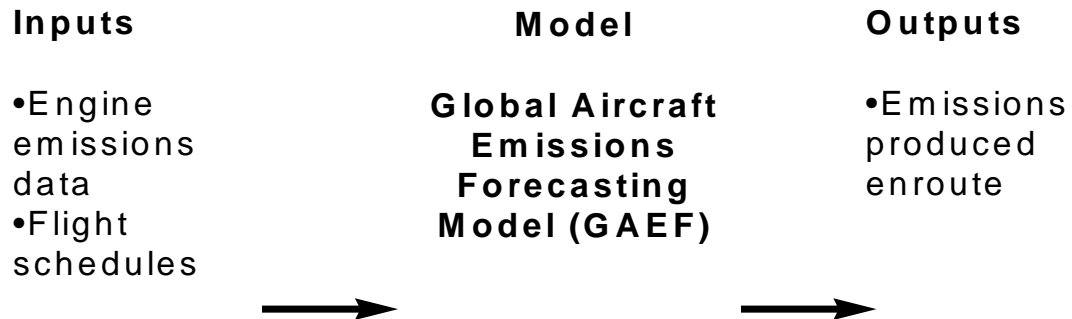 Inputs
•Engine
emissions
data
•Flight
schedules
Model
Global Aircraft
Emissions
Forecasting
Model (GAEF)
Outputs
•Emissions
produced
enroute